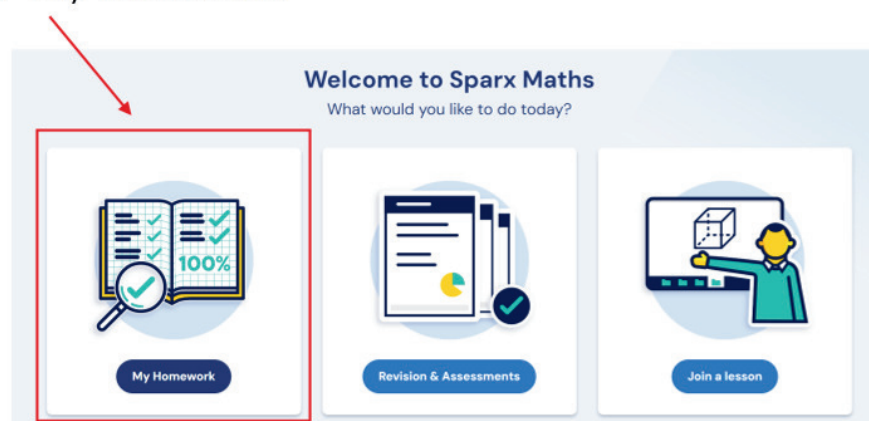 Welcome to Sparx Maths
What would you like to do today?
100%
My Homework
Revision & Assessments
Join a lesson